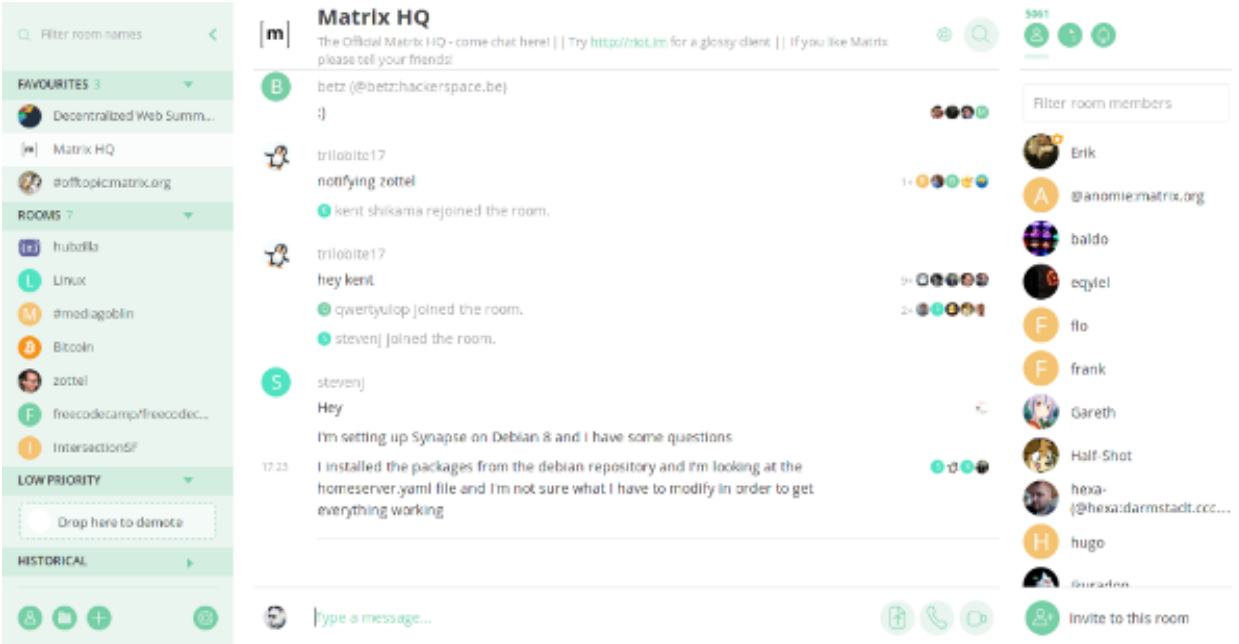 Filter room names
FAVOURITES 3
Decentralized Web Summ...
[m] Matrix HQ
#offtopic:matrix.org
ROOMS 7
hubzilla
L Linux
M #mediagoblin
Bitcoin
zottel
F freecodecamp/freecodec...
I IntersectionSF
LOW PRIORITY
Drop here to demote
HISTORICAL
[m]
Matrix HQ
The Official Matrix HQ - come chat here! || Try http://riot.im for a glossy client || If you like Matrix
please tell your friends!
B betz (@betz:hackerspace.be)
:)
trilobite17
notifying zottel
1+
kent shikama rejoined the room.
trilobite17
hey kent
9+
qwertyuiop joined the room.
2+
stevenj joined the room.
S stevenj
Hey
I'm setting up Synapse on Debian 8 and I have some questions
17:23 I installed the packages from the debian repository and I'm looking at the
homeserver.yaml file and I'm not sure what I have to modify in order to get
everything working
Type a message...
5061
Filter room members
Erik
A @anomie:matrix.org
baldo
eqyiel
F flo
F frank
Gareth
Half-Shot
hexa-
(@hexa:darmstadt.ccc....
H hugo
Invite to this room